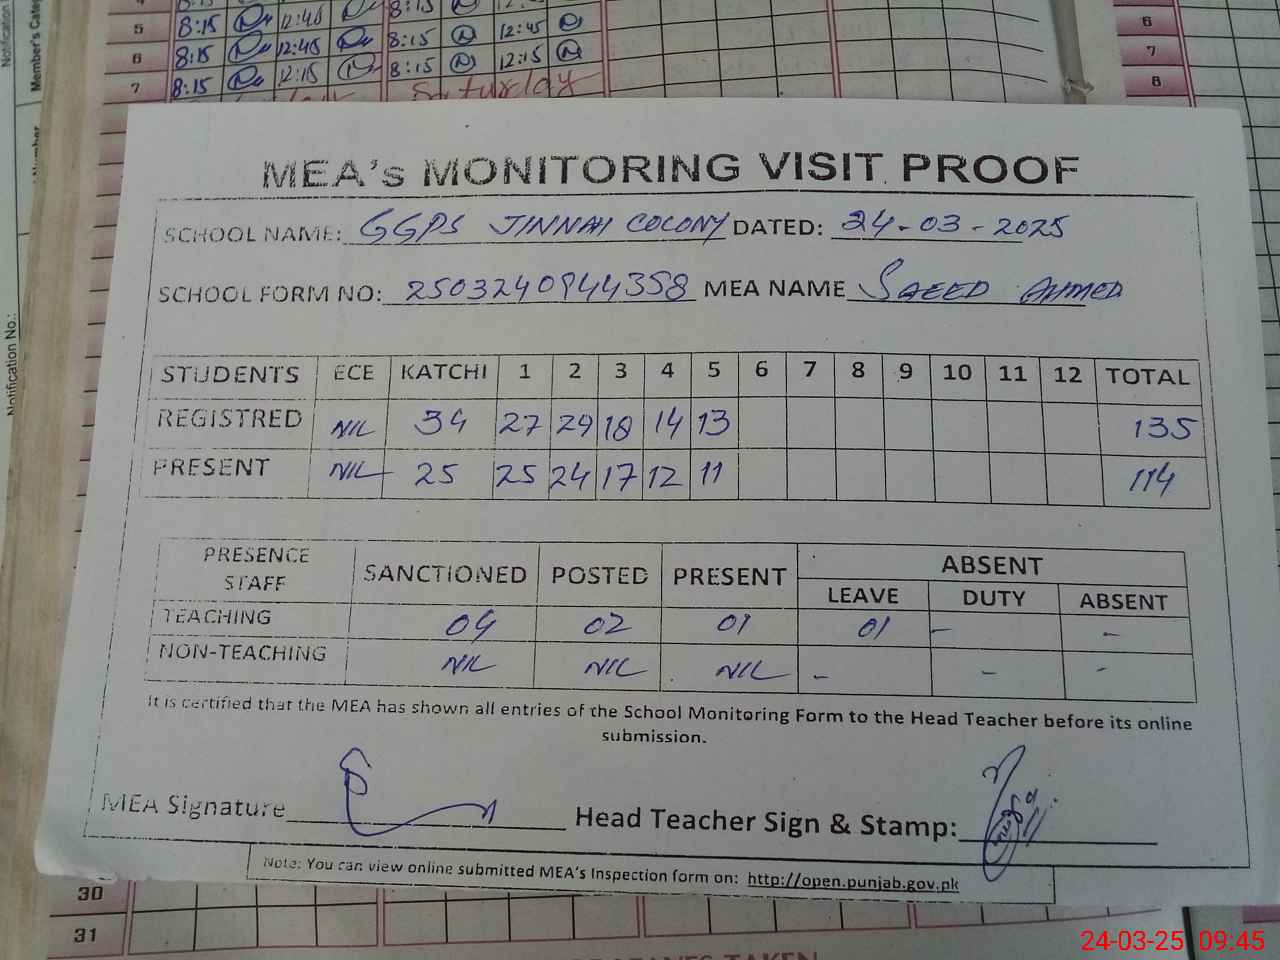 5 8:15 12:45 8:15 12:45
6 8:15 12:45 8:15 12:15
7 8:15 12:15 8:15
Saturday
6
7
8
Notification
Member's Categ
Number
Notification No.:
MEA's MONITORING VISIT PROOF
SCHOOL NAME: GGPS JINNAH COLONY DATED: 24-03-2025
SCHOOL FORM NO: 2503240944358 MEA NAME SAEED AHMED
STUDENTS ECE KATCHI 1 2 3 4 5 6 7 8 9 10 11 12 TOTAL
REGISTRED NIL 34 27 29 18 14 13 135
PRESENT NIL 25 25 24 17 12 11 114
PRESENCE STAFF SANCTIONED POSTED PRESENT ABSENT
LEAVE DUTY ABSENT
TEACHING 04 02 01 01 - -
NON-TEACHING NIL NIL NIL - - -
It is certified that the MEA has shown all entries of the School Monitoring Form to the Head Teacher before its online
submission.
MEA Signature Head Teacher Sign & Stamp:
Note: You can view online submitted MEA's Inspection form on: http://open.punjab.gov.pk
30
31
24-03-25 09:45